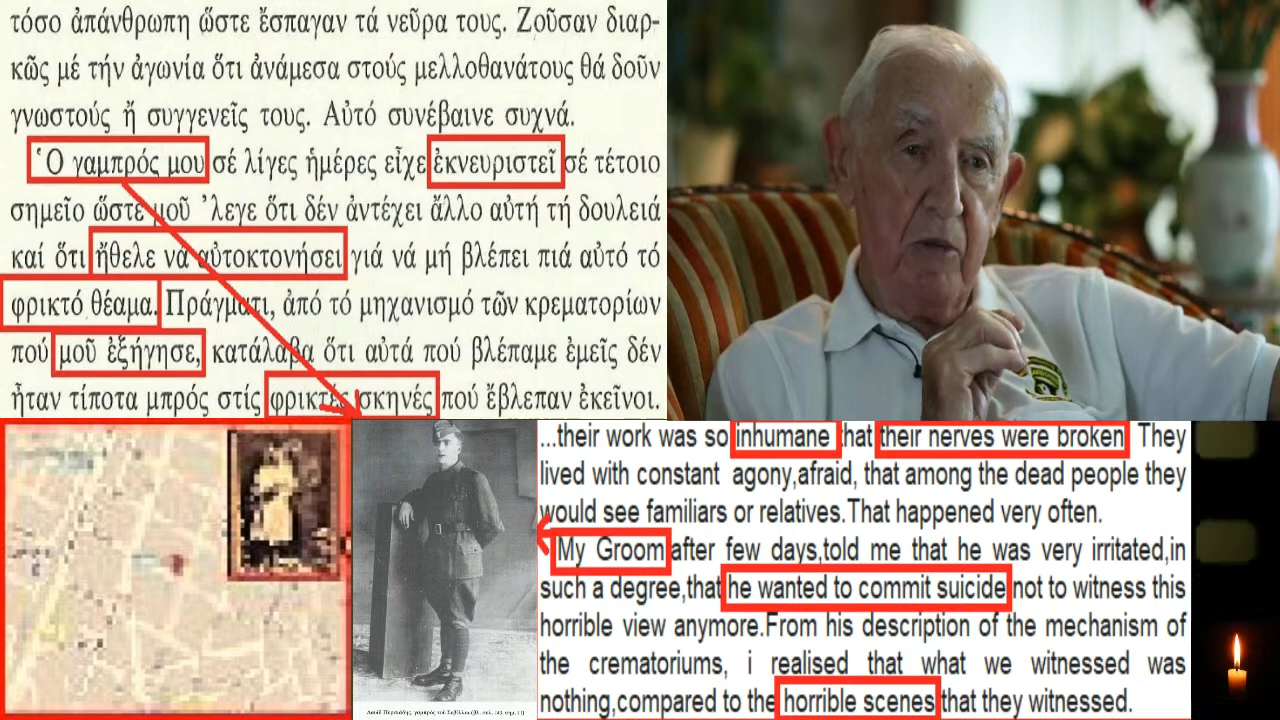 τόσο ἀπάνθρωπη ὥστε ἔσπαγαν τά νεῦρα τους. Ζοῦσαν διαρ-
κῶς μέ τήν ἀγωνία ὅτι ἀνάμεσα στούς μελλοθανάτους θά δοῦν
γνωστούς ἤ συγγενεῖς τους. Αὐτό συνέβαινε συχνά.
Ὁ γαμπρός μου σέ λίγες ἡμέρες εἶχε ἐκνευριστεῖ σέ τέτοιο
σημεῖο ὥστε μοῦ ᾿λεγε ὅτι δέν ἀντέχει ἄλλο αὐτή τή δουλειά
καί ὅτι ἤθελε νά αὐτοκτονήσει γιά νά μή βλέπει πιά αὐτό τό
φρικτό θέαμα. Πράγματι, ἀπό τό μηχανισμό τῶν κρεματορίων
πού μοῦ ἐξήγησε, κατάλαβα ὅτι αὐτά πού βλέπαμε ἐμεῖς δέν
ἦταν τίποτα μπρός στίς φρικτές σκηνές πού ἔβλεπαν ἐκεῖνοι.
...their work was so inhumane that their nerves were broken They
lived with constant agony,afraid, that among the dead people they
would see familiars or relatives.That happened very often.
My Groom after few days,told me that he was very irritated,in
such a degree,that he wanted to commit suicide not to witness this
horrible view anymore.From his description of the mechanism of
the crematoriums, i realised that what we witnessed was
nothing,compared to the horrible scenes that they witnessed.